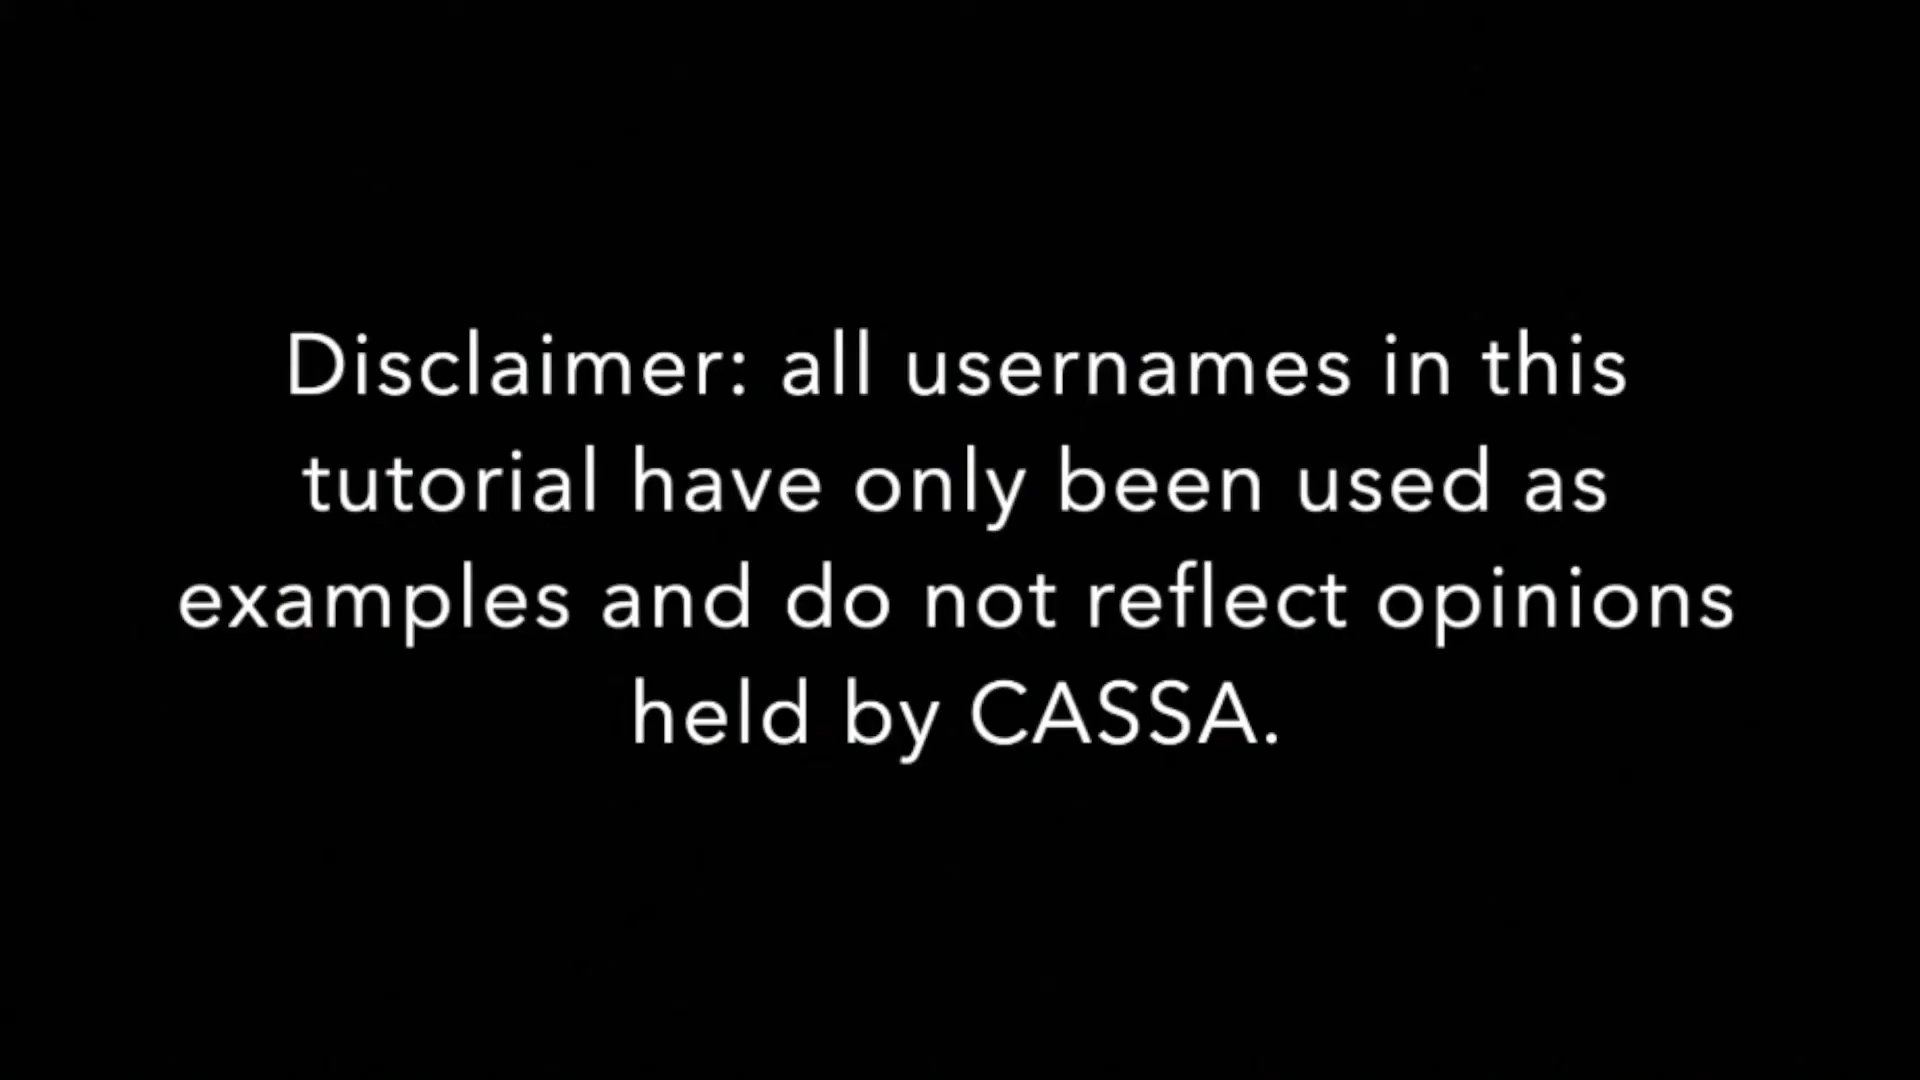 Disclaimer: all usernames in this
tutorial have only been used as
examples and do not reflect opinions
held by CASSA.